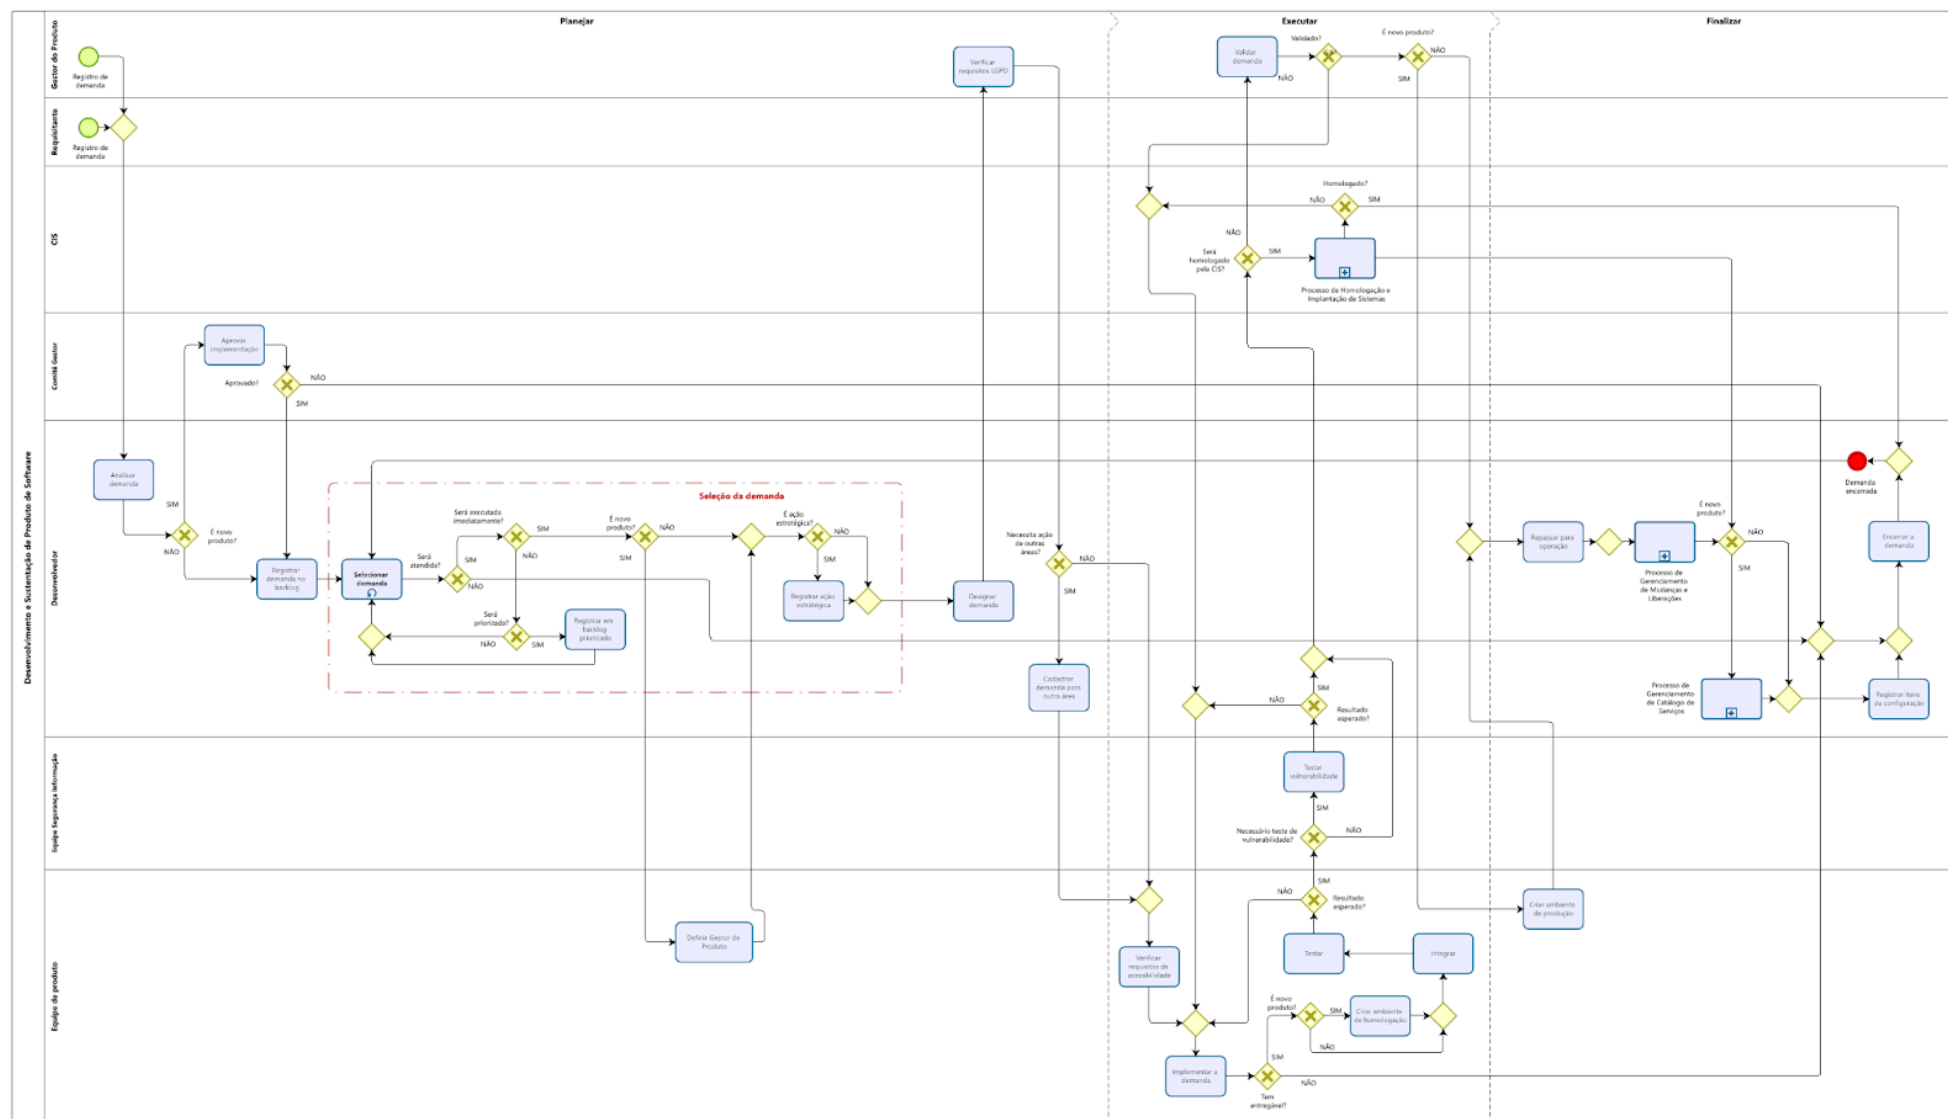 Planejar
Executar
Finalizar
Desenvolvimento e Sustentação de Produto de Software
Gestor do Produto
Registro de
demanda
Verificar
requisitos LGPD
Validar
demanda
Validado?
SIM
NÃO
É novo produto?
NÃO
SIM
Requisitante
Registro de
demanda
CIS
Homologado?
NÃO
SIM
NÃO
Será
homologado
pela CIS?
SIM
Processo de Homologação e
Implantação de Sistemas
Comitê Gestor
Aprovar
implementação
Aprovado?
NÃO
SIM
Desenvolvedor
Analisar
demanda
SIM
É novo
produto?
NÃO
Registrar
demanda no
backlog
Seleção da demanda
Selecionar
demanda
Será
atendida?
SIM
NÃO
Será executada
imediatamente?
SIM
NÃO
Será
priorizada?
NÃO
SIM
Registrar em
backlog
priorizado
É novo
produto?
NÃO
SIM
É ação
estratégica?
NÃO
SIM
Registrar ação
estratégica
Designar
demanda
Necessita ação
de outras
áreas?
NÃO
SIM
Cadastrar
demanda para
outra área
SIM
NÃO
Resultado
esperado?
Repassar para
operação
Processo de
Gerenciamento
de Mudanças e
Liberações
É novo
produto?
NÃO
SIM
Processo de
Gerenciamento
de Catálogo de
Serviços
Registrar itens
da configuração
Encerrar a
demanda
Demanda
encerrada
Equipe Segurança Informação
Testar
vulnerabilidade
SIM
Necessário teste de
vulnerabilidade?
NÃO
Equipe de produto
Definir Gestor de
Produto
Verificar
requisitos de
acessibilidade
SIM
NÃO
Resultado
esperado?
Testar
Integrar
É novo
produto?
SIM
Criar ambiente
de homologação
NÃO
Implementar a
demanda
SIM
NÃO
Tem
entregável?
Criar ambiente
de produção